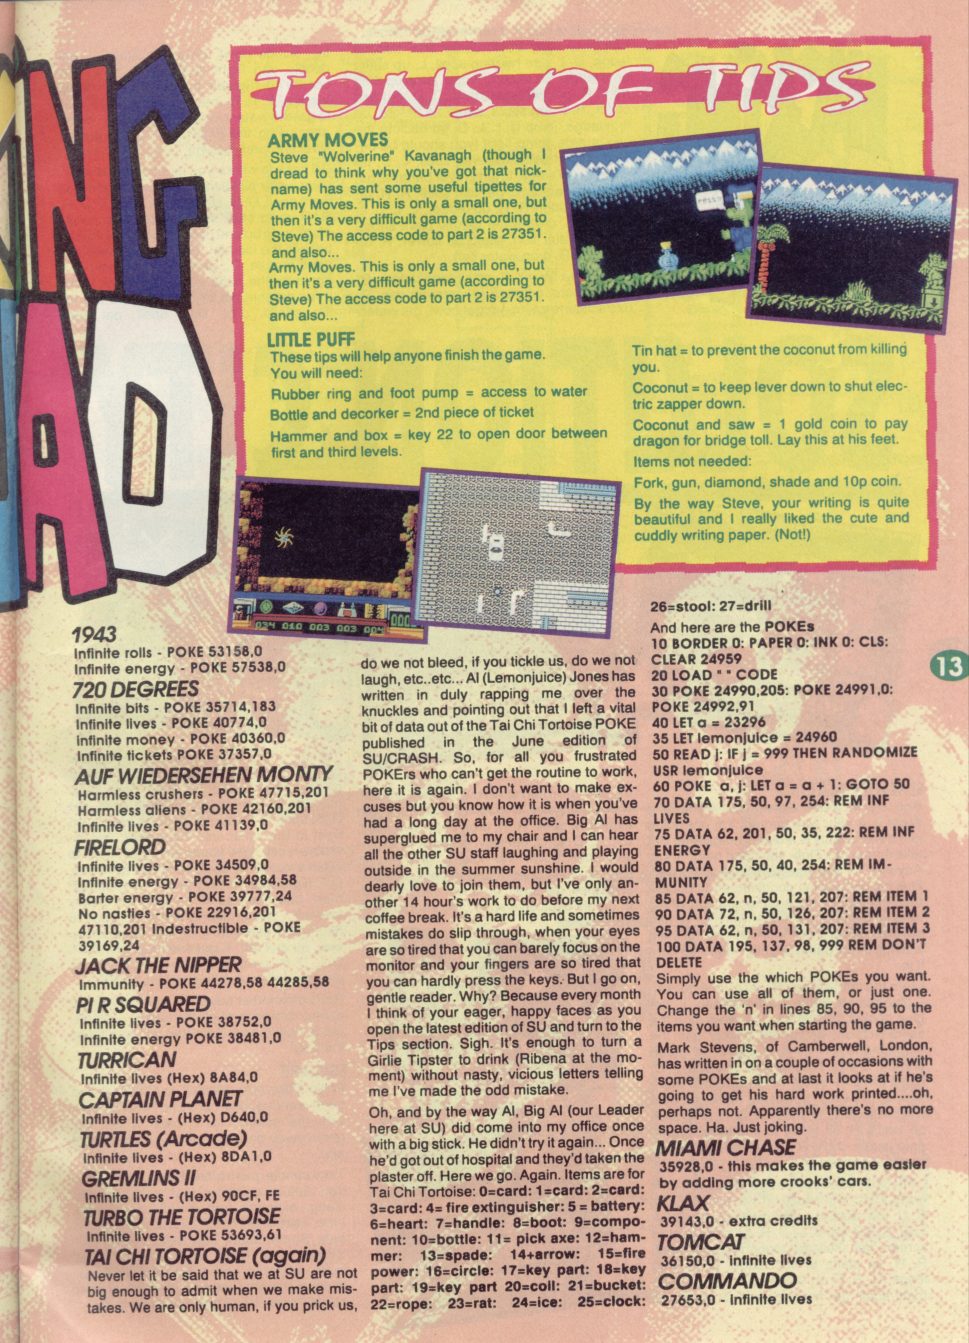 ING
AD
TONS OF TIPS
ARMY MOVES
Steve "Wolverine" Kavanagh (though I
dread to think why you've got that nick-
name) has sent some useful tipettes for
Army Moves. This is only a small one, but
then it's a very difficult game (according to
Steve) The access code to part 2 is 27351.
and also...
Army Moves. This is only a small one, but
then it's a very difficult game (according to
Steve) The access code to part 2 is 27351.
and also...
LITTLE PUFF
These tips will help anyone finish the game.
You will need:
Rubber ring and foot pump = access to water
Bottle and decorker = 2nd piece of ticket
Hammer and box = key 22 to open door between
first and third levels.
Tin hat = to prevent the coconut from killing
you.
Coconut = to keep lever down to shut elec-
tric zapper down.
Coconut and saw = 1 gold coin to pay
dragon for bridge toll. Lay this at his feet.
Items not needed:
Fork, gun, diamond, shade and 10p coin.
By the way Steve, your writing is quite
beautiful and I really liked the cute and
cuddly writing paper. (Not!)
034 010 003 003 004
1943
Infinite rolls - POKE 53158,0
Infinite energy - POKE 57538,0
720 DEGREES
Infinite bits - POKE 35714,183
Infinite lives - POKE 40774,0
Infinite money - POKE 40360,0
Infinite tickets POKE 37357,0
AUF WIEDERSEHEN MONTY
Harmless crushers - POKE 47715,201
Harmless aliens - POKE 42160,201
Infinite lives - POKE 41139,0
FIRELORD
Infinite lives - POKE 34509,0
Infinite energy - POKE 34984,58
Barter energy - POKE 39777,24
No nasties - POKE 22916,201
47110,201 Indestructible - POKE
39169,24
JACK THE NIPPER
Immunity - POKE 44278,58 44285,58
PI R SQUARED
Infinite lives - POKE 38752,0
Infinite energy POKE 38481,0
TURRICAN
Infinite lives (Hex) 8A84,0
CAPTAIN PLANET
Infinite lives - (Hex) D640,0
TURTLES (Arcade)
Infinite lives - (Hex) 8DA1,0
GREMLINS II
Infinite lives - (Hex) 90CF, FE
TURBO THE TORTOISE
Infinite lives - POKE 53693,61
TAI CHI TORTOISE (again)
Never let it be said that we at SU are not
big enough to admit when we make mis-
takes. We are only human, if you prick us,
do we not bleed, if you tickle us, do we not
laugh, etc..etc... Al (Lemonjuice) Jones has
written in duly rapping me over the
knuckles and pointing out that I left a vital
bit of data out of the Tai Chi Tortoise POKE
published in the June edition of
SU/CRASH. So, for all you frustrated
POKErs who can't get the routine to work,
here it is again. I don't want to make ex-
cuses but you know how it is when you've
had a long day at the office. Big Al has
superglued me to my chair and I can hear
all the other SU staff laughing and playing
outside in the summer sunshine. I would
dearly love to join them, but I've only an-
other 14 hour's work to do before my next
coffee break. It's a hard life and sometimes
mistakes do slip through, when your eyes
are so tired that you can barely focus on the
monitor and your fingers are so tired that
you can hardly press the keys. But I go on,
gentle reader. Why? Because every month
I think of your eager, happy faces as you
open the latest edition of SU and turn to the
Tips section. Sigh. It's enough to turn a
Girlie Tipster to drink (Ribena at the mo-
ment) without nasty, vicious letters telling
me I've made the odd mistake.
Oh, and by the way Al, Big Al (our Leader
here at SU) did come into my office once
with a big stick. He didn't try it again... Once
he'd got out of hospital and they'd taken the
plaster off. Here we go. Again. Items are for
Tai Chi Tortoise: 0=card: 1=card: 2=card:
3=card: 4= fire extinguisher: 5 = battery:
6=heart: 7=handle: 8=boot: 9=compo-
nent: 10=bottle: 11= pick axe: 12=ham-
mer: 13=spade: 14+arrow: 15=fire
power: 16=circle: 17=key part: 18=key
part: 19=key part 20=coil: 21=bucket:
22=rope: 23=rat: 24=ice: 25=clock:
26=stool: 27=drill
And here are the POKEs
10 BORDER 0: PAPER 0: INK 0: CLS:
CLEAR 24959
20 LOAD " " CODE
30 POKE 24990,205: POKE 24991,0:
POKE 24992,91
40 LET a = 23296
35 LET lemonjuice = 24960
50 READ j: IF j = 999 THEN RANDOMIZE
USR lemonjuice
60 POKE a, j: LET a = a + 1: GOTO 50
70 DATA 175, 50, 97, 254: REM INF
LIVES
75 DATA 62, 201, 50, 35, 222: REM INF
ENERGY
80 DATA 175, 50, 40, 254: REM IM-
MUNITY
85 DATA 62, n, 50, 121, 207: REM ITEM 1
90 DATA 72, n, 50, 126, 207: REM ITEM 2
95 DATA 62, n, 50, 131, 207: REM ITEM 3
100 DATA 195, 137, 98, 999 REM DON'T
DELETE
Simply use the which POKEs you want.
You can use all of them, or just one.
Change the 'n' in lines 85, 90, 95 to the
items you want when starting the game.
Mark Stevens, of Camberwell, London,
has written in on a couple of occasions with
some POKEs and at last it looks at if he's
going to get his hard work printed....oh,
perhaps not. Apparently there's no more
space. Ha. Just joking.
MIAMI CHASE
35928,0 - this makes the game easier
by adding more crooks' cars.
KLAX
39143,0 - extra credits
TOMCAT
36150,0 - infinite lives
COMMANDO
27653,0 - infinite lives
13